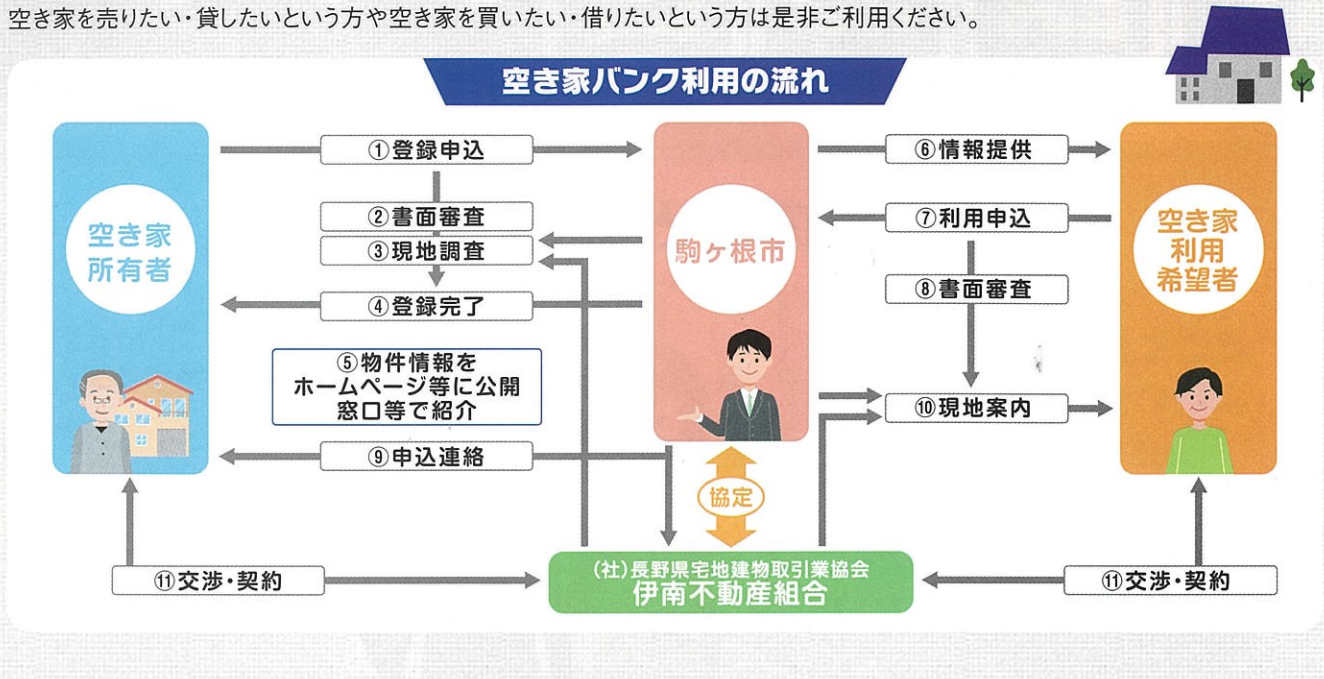 空き家を売りたい・貸したいという方や空き家を買いたい・借りたいという方は是非ご利用ください。
空き家バンク利用の流れ
空き家
所有者
①登録申込
②書面審査
③現地調査
④登録完了
⑤物件情報を
ホームページ等に公開
窓口等で紹介
⑨申込連絡
駒ヶ根市
⑥情報提供
⑦利用申込
⑧書面審査
⑩現地案内
空き家
利用
希望者
協定
⑪交渉・契約
(社)長野県宅地建物取引業協会
伊南不動産組合
⑪交渉・契約